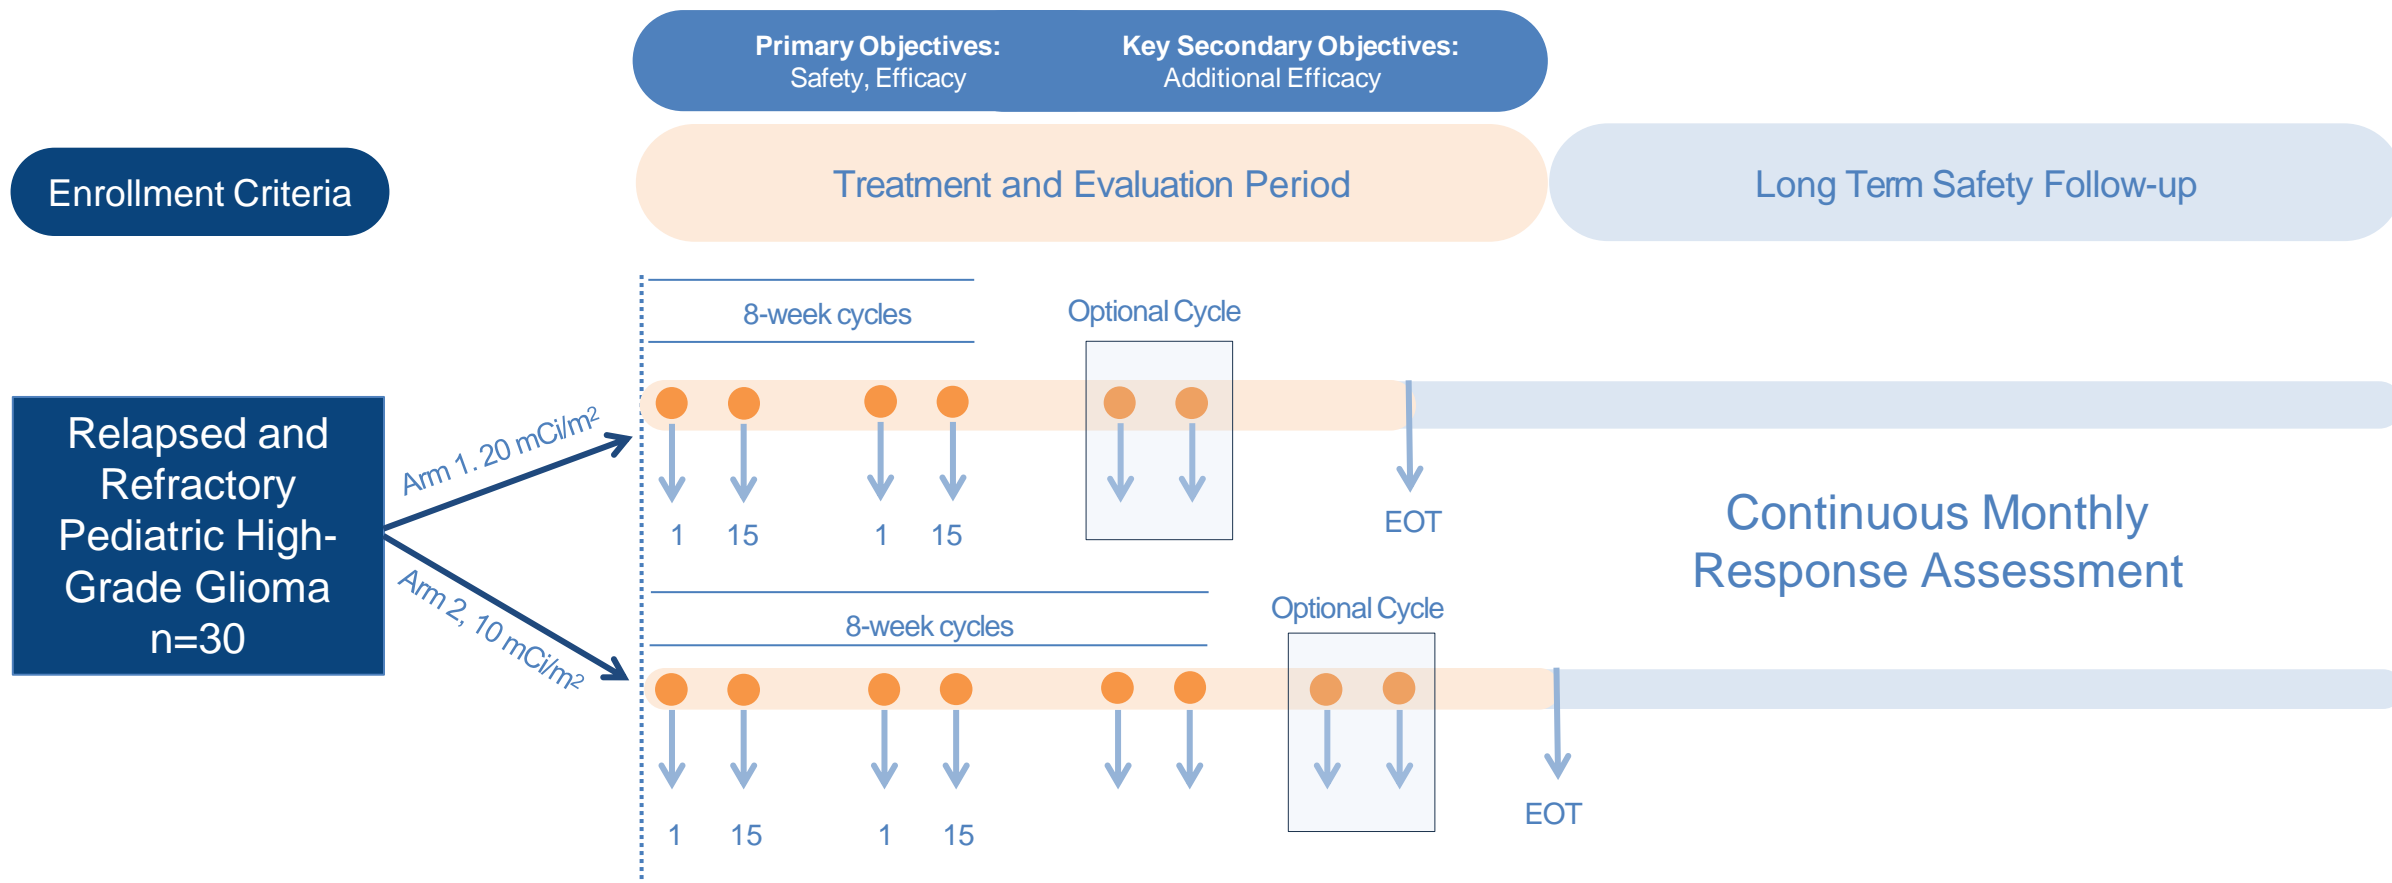 Primary Objectives:
Safety, Efficacy
Key Secondary Objectives:
Additional Efficacy
Enrollment Criteria
Treatment and Evaluation Period
Long Term Safety Follow-up
8-week cycles
Optional Cycle
Relapsed and
Refractory
Pediatric High-
Grade Glioma
n=30
Arm 1. 20 mCi/m²
1 15 1 15
EOT
Continuous Monthly
Response Assessment
Arm 2, 10 mCi/m²
8-week cycles
Optional Cycle
1 15 1 15
EOT